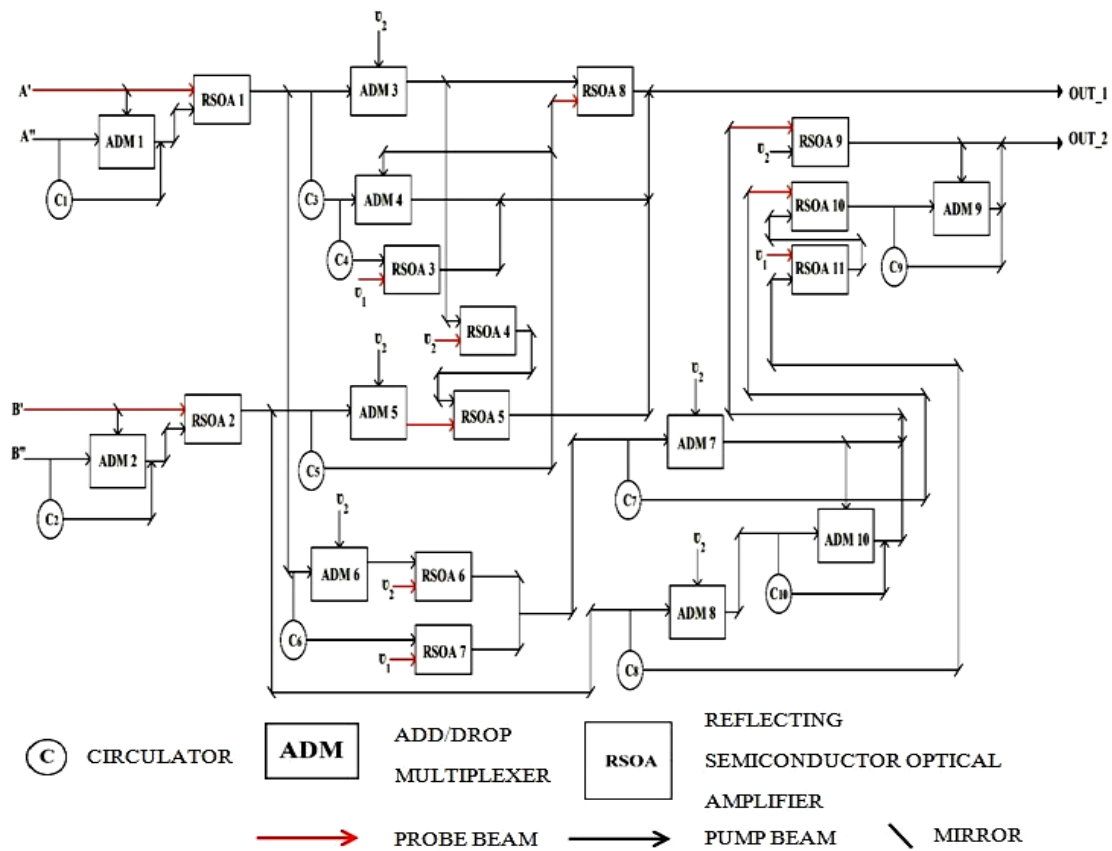 υ₂
A'
RSOA 1
ADM 3
RSOA 8
OUT_1
A"
ADM 1
C₁
RSOA 9
υ₂
OUT_2
C₃
ADM 4
RSOA 10
ADM 9
C₄
RSOA 3
υ₁
υ₁
RSOA 11
C₉
υ₂
RSOA 4
υ₂
B'
RSOA 2
ADM 5
RSOA 5
υ₂
ADM 7
B"
ADM 2
C₂
C₅
C₇
υ₂
ADM 10
υ₂
ADM 6
RSOA 6
υ₂
C₁₀
ADM 8
C₆
RSOA 7
υ₁
C₈
C CIRCULATOR
ADM ADD/DROP MULTIPLEXER
RSOA REFLECTING SEMICONDUCTOR OPTICAL AMPLIFIER
PROBE BEAM
PUMP BEAM
MIRROR